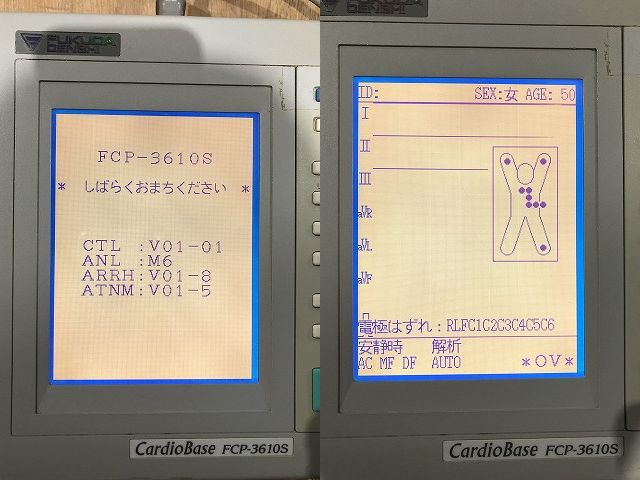 FUKUDA
DENSHI
FCP-3610S
* しばらくおまちください *
CTL :V01-01
ANL :M6
ARRH:V01-8
ATNM:V01-5
CardioBase FCP-3610S
ID: SEX:女 AGE: 50
I
II
III
aVR
aVL
aVF
電極はずれ：RLFC1C2C3C4C5C6
安静時 解析
AC MF DF AUTO *OV*
CardioBase FCP-3610S